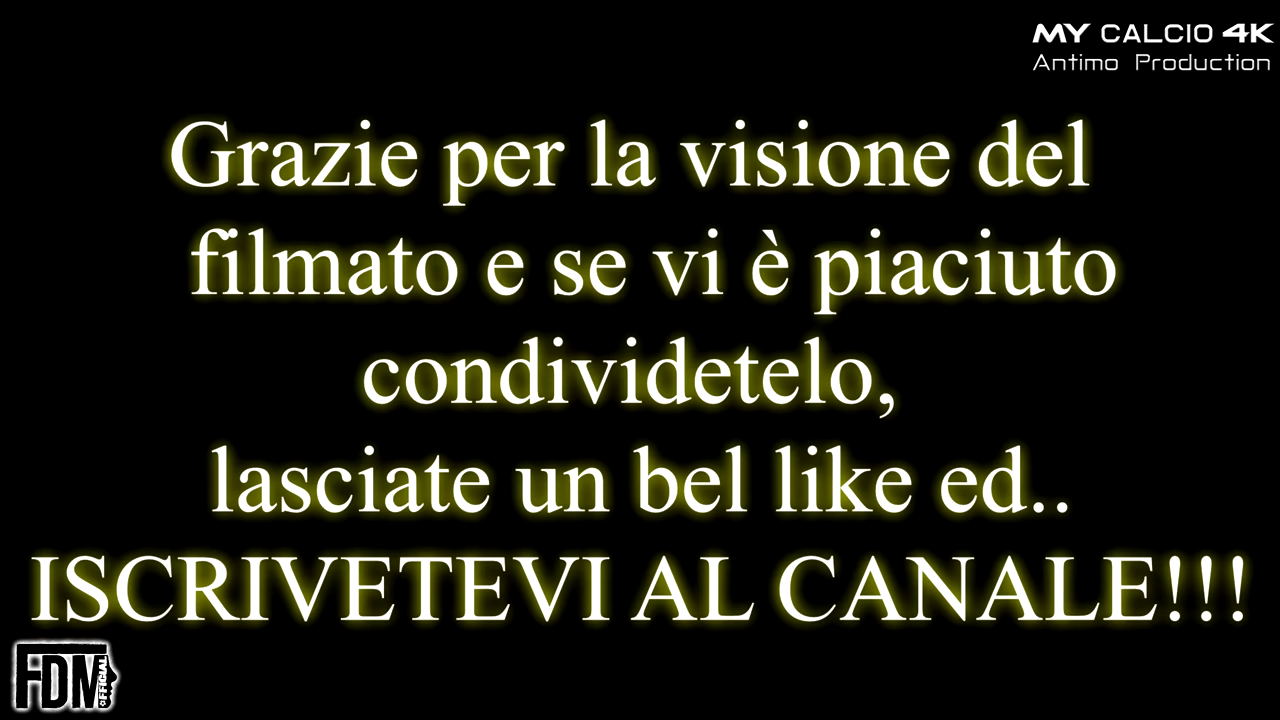 MY CALCIO 4K
Antimo Production
Grazie per la visione del
filmato e se vi è piaciuto
condividetelo,
lasciate un bel like ed..
ISCRIVETEVI AL CANALE!!!
FDM
OFFICIAL